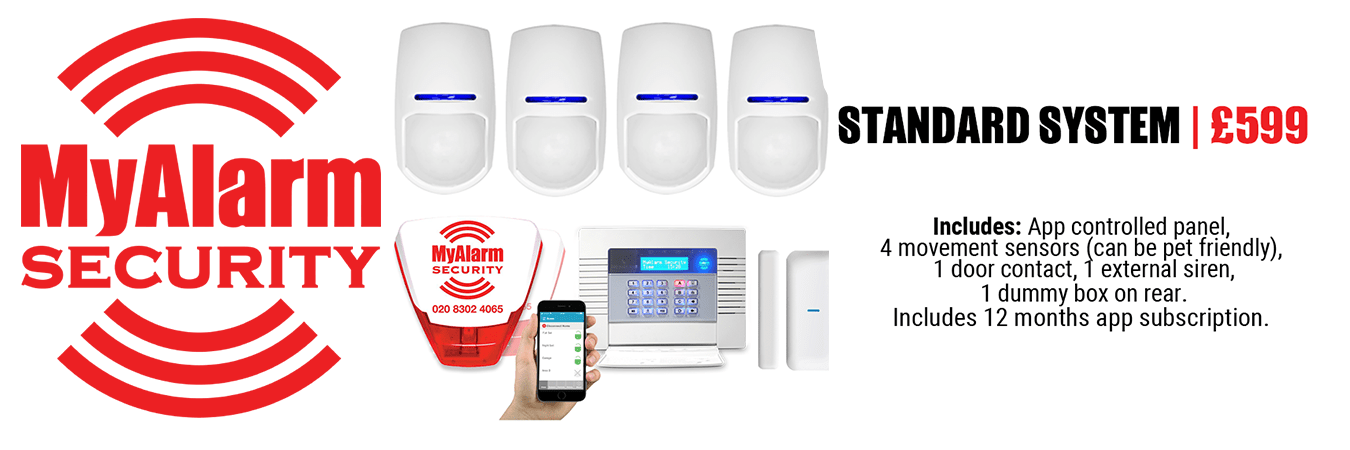 MyAlarm
SECURITY
STANDARD SYSTEM | £599
Includes: App controlled panel,
4 movement sensors (can be pet friendly),
1 door contact, 1 external siren,
1 dummy box on rear.
Includes 12 months app subscription.
MyAlarm
SECURITY
020 8302 4065